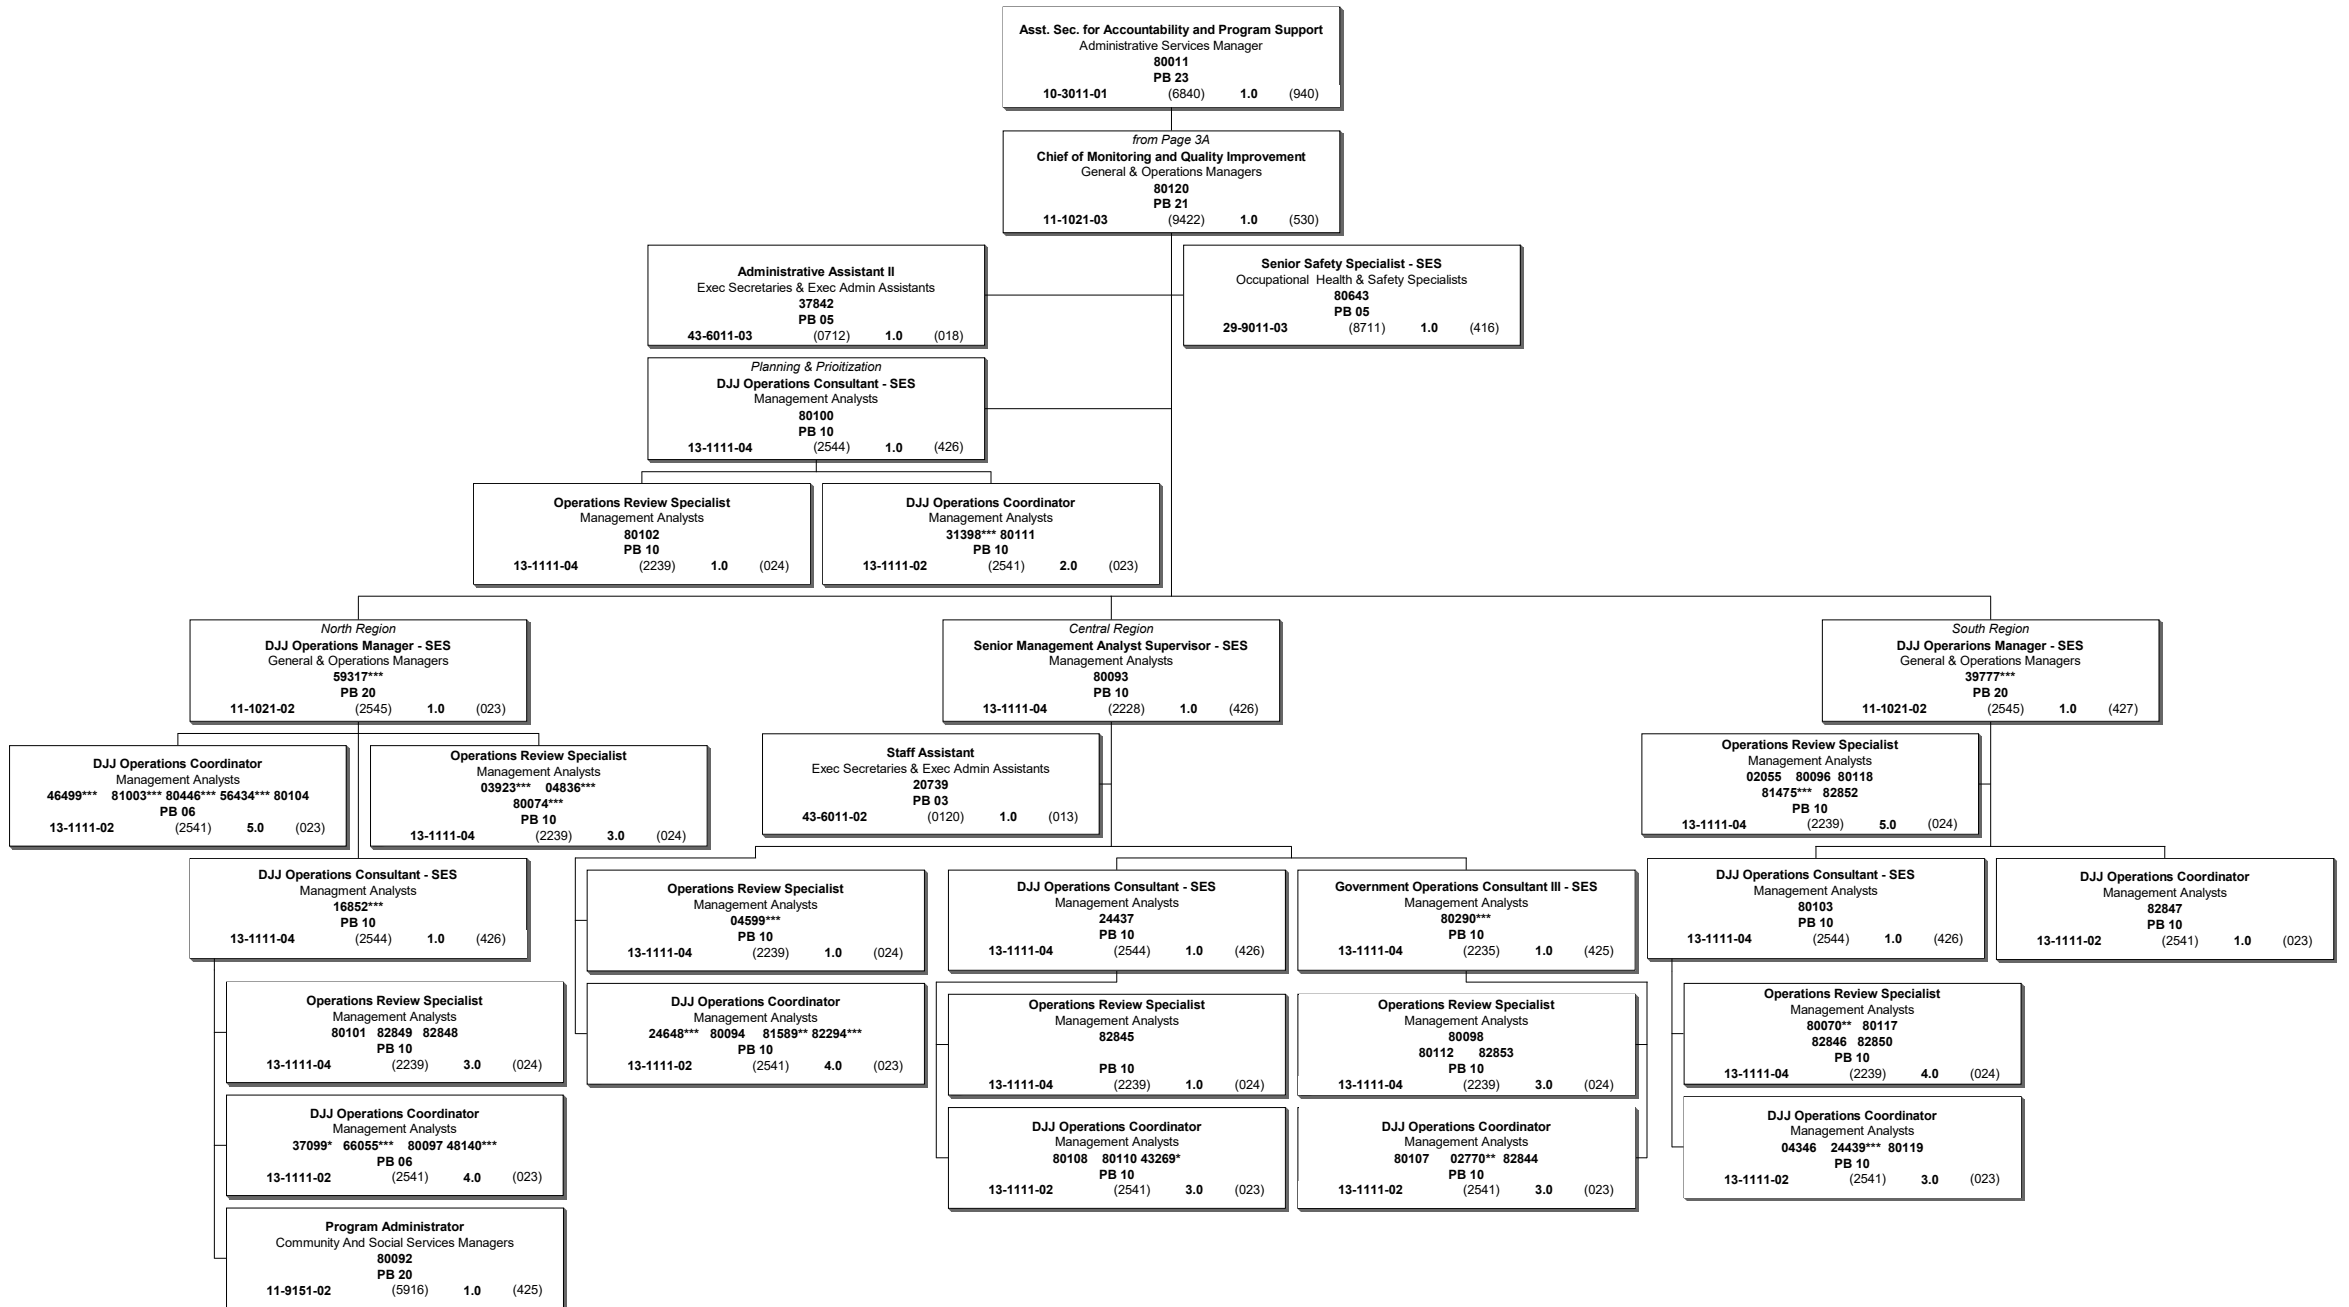 Asst. Sec. for Accountability and Program Support
Administrative Services Manager
80011
PB 23
10-3011-01 (6840) 1.0 (940)
from Page 3A
Chief of Monitoring and Quality Improvement
General & Operations Managers
80120
PB 21
11-1021-03 (9422) 1.0 (530)
Administrative Assistant II
Exec Secretaries & Exec Admin Assistants
37842
PB 05
43-6011-03 (0712) 1.0 (018)
Senior Safety Specialist - SES
Occupational Health & Safety Specialists
80643
PB 05
29-9011-03 (8711) 1.0 (416)
Planning & Prioitization
DJJ Operations Consultant - SES
Management Analysts
80100
PB 10
13-1111-04 (2544) 1.0 (426)
Operations Review Specialist
Management Analysts
80102
PB 10
13-1111-04 (2239) 1.0 (024)
DJJ Operations Coordinator
Management Analysts
31398*** 80111
PB 10
13-1111-02 (2541) 2.0 (023)
North Region
DJJ Operations Manager - SES
General & Operations Managers
59317***
PB 20
11-1021-02 (2545) 1.0 (023)
Central Region
Senior Management Analyst Supervisor - SES
Management Analysts
80093
PB 10
13-1111-04 (2228) 1.0 (426)
South Region
DJJ Operarions Manager - SES
General & Operations Managers
39777***
PB 20
11-1021-02 (2545) 1.0 (427)
DJJ Operations Coordinator
Management Analysts
46499*** 81003*** 80446*** 56434*** 80104
PB 06
13-1111-02 (2541) 5.0 (023)
Operations Review Specialist
Management Analysts
03923*** 04836***
80074***
PB 10
13-1111-04 (2239) 3.0 (024)
Staff Assistant
Exec Secretaries & Exec Admin Assistants
20739
PB 03
43-6011-02 (0120) 1.0 (013)
Operations Review Specialist
Management Analysts
02055 80096 80118
81475*** 82852
PB 10
13-1111-04 (2239) 5.0 (024)
DJJ Operations Consultant - SES
Managment Analysts
16852***
PB 10
13-1111-04 (2544) 1.0 (426)
Operations Review Specialist
Management Analysts
04599***
PB 10
13-1111-04 (2239) 1.0 (024)
DJJ Operations Consultant - SES
Management Analysts
24437
PB 10
13-1111-04 (2544) 1.0 (426)
Government Operations Consultant III - SES
Management Analysts
80290***
PB 10
13-1111-04 (2235) 1.0 (425)
DJJ Operations Consultant - SES
Management Analysts
80103
PB 10
13-1111-04 (2544) 1.0 (426)
DJJ Operations Coordinator
Management Analysts
82847
PB 10
13-1111-02 (2541) 1.0 (023)
Operations Review Specialist
Management Analysts
80101 82849 82848
PB 10
13-1111-04 (2239) 3.0 (024)
DJJ Operations Coordinator
Management Analysts
24648*** 80094 81589** 82294***
PB 10
13-1111-02 (2541) 4.0 (023)
Operations Review Specialist
Management Analysts
82845
PB 10
13-1111-04 (2239) 1.0 (024)
Operations Review Specialist
Management Analysts
80098
80112 82853
PB 10
13-1111-04 (2239) 3.0 (024)
Operations Review Specialist
Management Analysts
80070** 80117
82846 82850
PB 10
13-1111-04 (2239) 4.0 (024)
DJJ Operations Coordinator
Management Analysts
37099* 66055*** 80097 48140***
PB 06
13-1111-02 (2541) 4.0 (023)
DJJ Operations Coordinator
Management Analysts
80108 80110 43269*
PB 10
13-1111-02 (2541) 3.0 (023)
DJJ Operations Coordinator
Management Analysts
80107 02770** 82844
PB 10
13-1111-02 (2541) 3.0 (023)
DJJ Operations Coordinator
Management Analysts
04346 24439*** 80119
PB 10
13-1111-02 (2541) 3.0 (023)
Program Administrator
Community And Social Services Managers
80092
PB 20
11-9151-02 (5916) 1.0 (425)